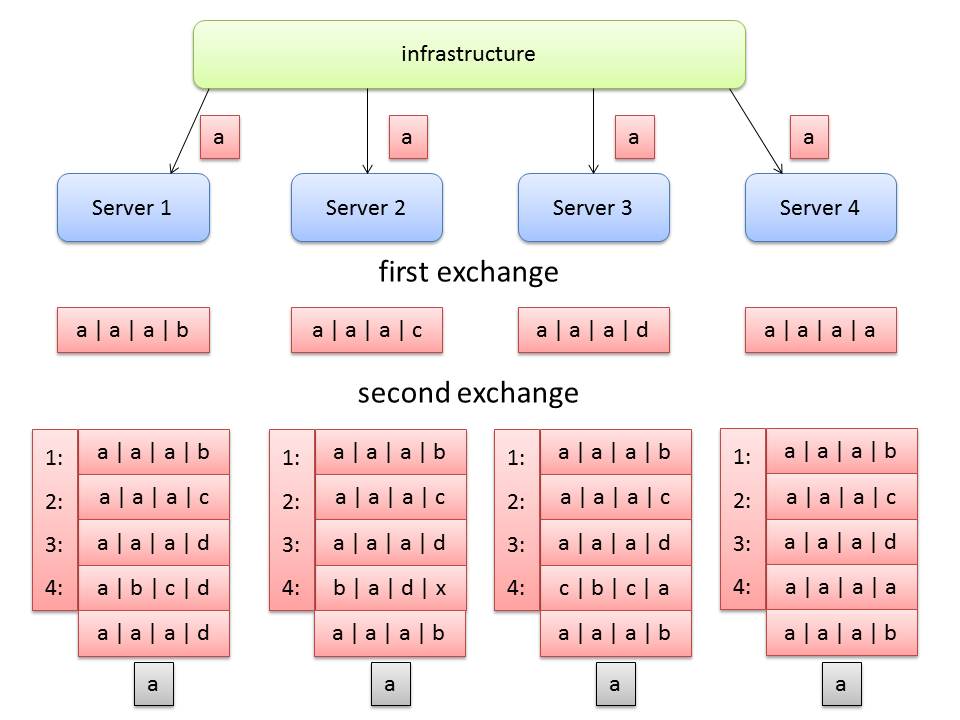 infrastructure
a a a a
Server 1 Server 2 Server 3 Server 4
first exchange
a | a | a | b a | a | a | c a | a | a | d a | a | a | a
second exchange
1: a | a | a | b 1: a | a | a | b 1: a | a | a | b 1: a | a | a | b
2: a | a | a | c 2: a | a | a | c 2: a | a | a | c 2: a | a | a | c
3: a | a | a | d 3: a | a | a | d 3: a | a | a | d 3: a | a | a | d
4: a | b | c | d 4: b | a | d | x 4: c | b | c | a 4: a | a | a | a
a | a | a | d a | a | a | b a | a | a | b a | a | a | b
a a a a